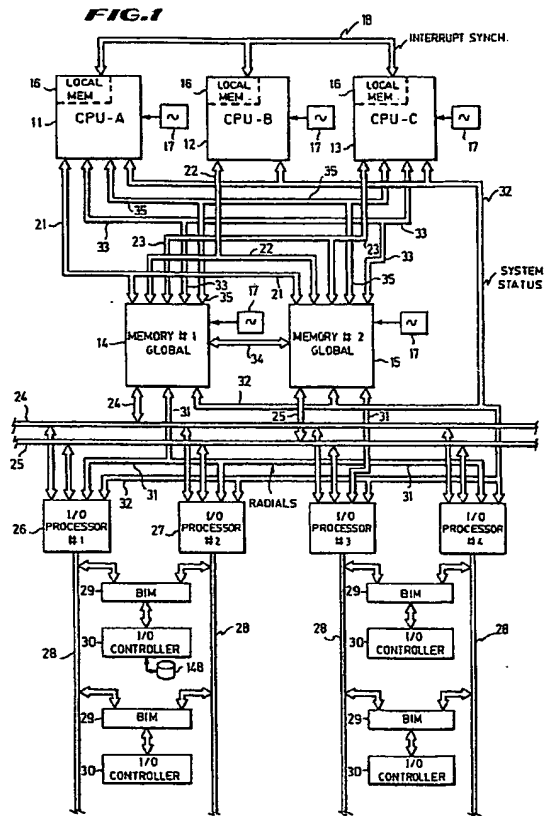 FIG.1
18
INTERRUPT SYNCH.
16
LOCAL
MEM
CPU-A
11
17
16
LOCAL
MEM.
CPU-B
12
17
16
LOCAL
MEM.
CPU-C
13
17
22
35
32
21
35
33
23
22
23
33
33
SYSTEM
STATUS
21
33
35
35
17
17
MEMORY # 1
GLOBAL
14
34
MEMORY # 2
GLOBAL
15
24
24
31
32
25
31
25
31
32
RADIALS
31
26
I/O
PROCESSOR
#1
27
I/O
PROCESSOR
#2
I/O
PROCESSOR
#3
I/O
PROCESSOR
#4
29
BIM
29
BIM
28
30
I/O
CONTROLLER
28
28
30
I/O
CONTROLLER
28
148
29
BIM
29
BIM
30
I/O
CONTROLLER
30
I/O
CONTROLLER